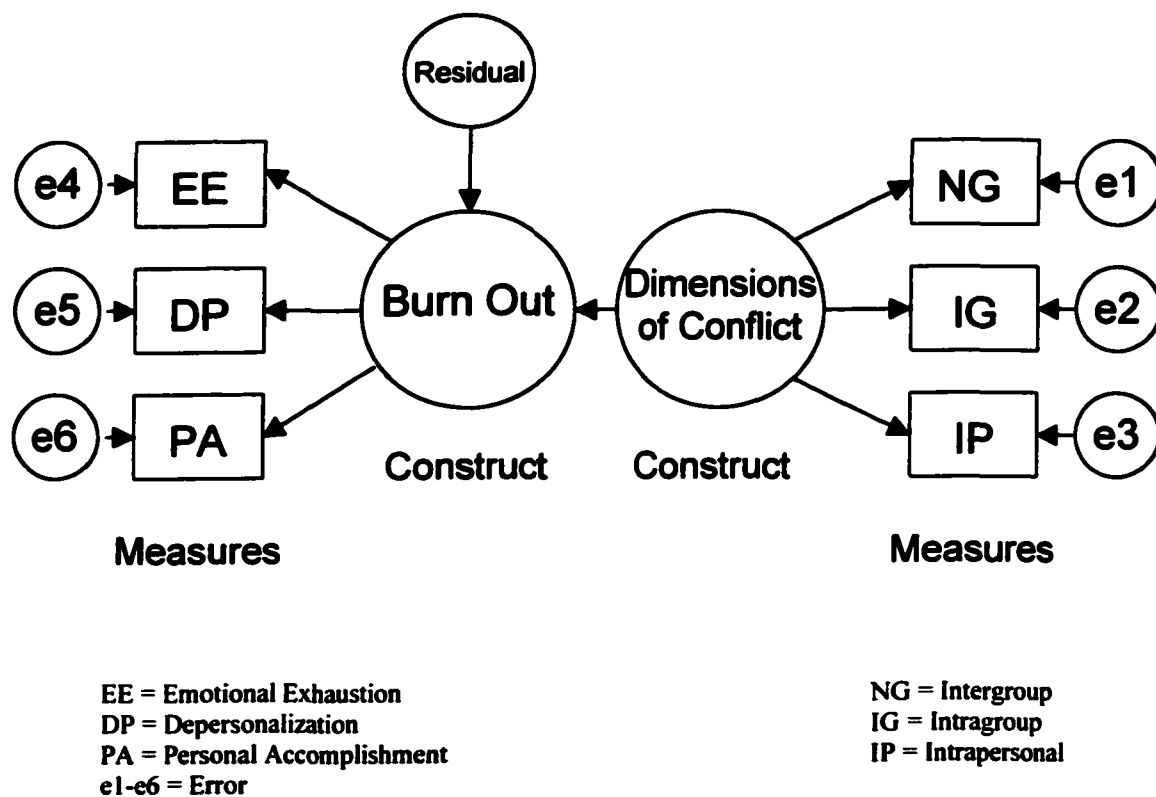 Residual
e4
EE
NG
e1
e5
DP
Burn Out
Dimensions
of Conflict
IG
e2
e6
PA
IP
e3
Construct
Construct
Measures
Measures
EE = Emotional Exhaustion
DP = Depersonalization
PA = Personal Accomplishment
e1-e6 = Error
NG = Intergroup
IG = Intragroup
IP = Intrapersonal